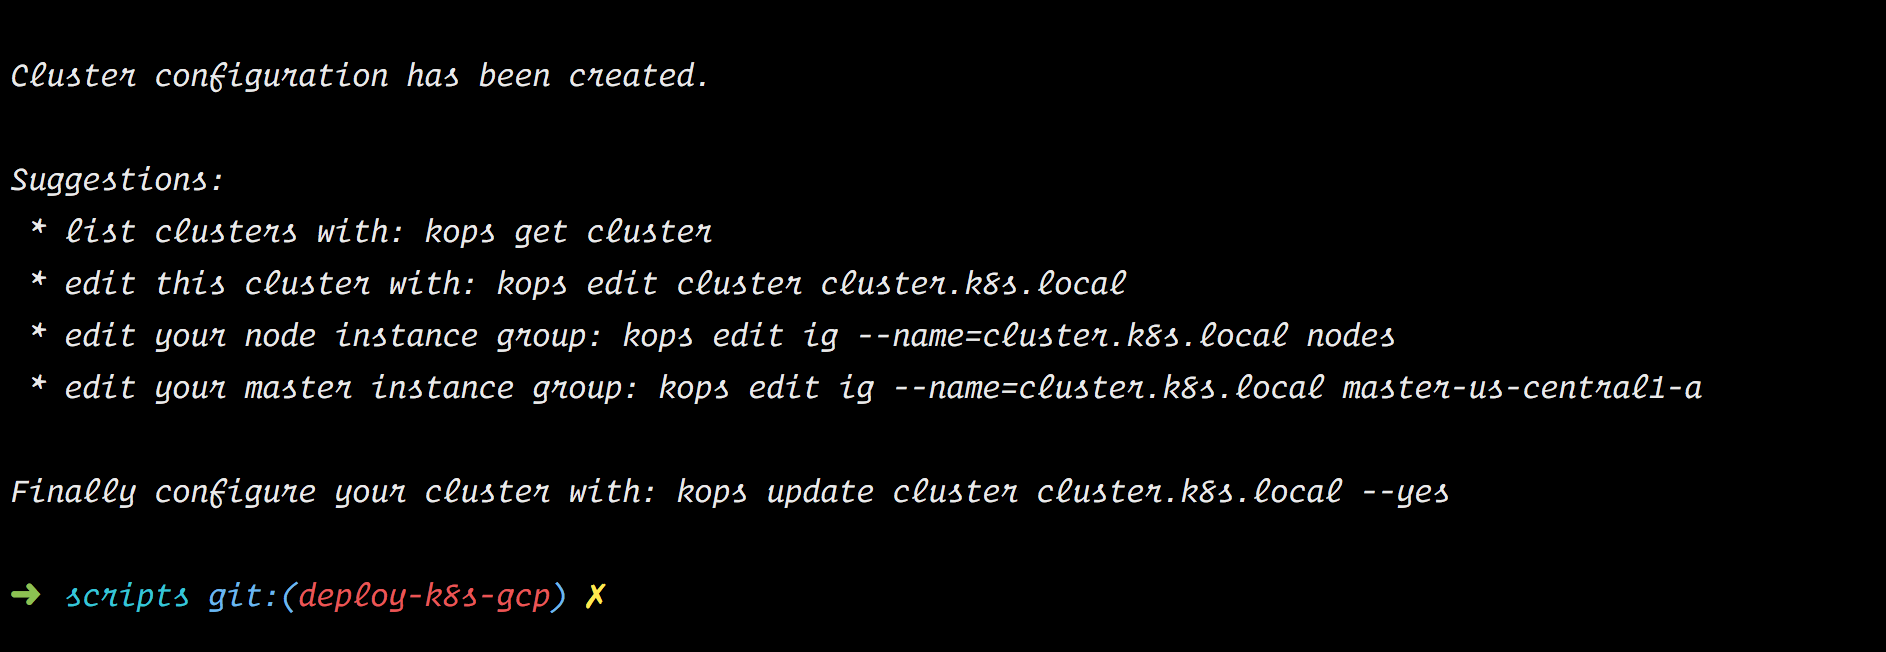 Cluster configuration has been created.
Suggestions:
* list clusters with: kops get cluster
* edit this cluster with: kops edit cluster cluster.k8s.local
* edit your node instance group: kops edit ig --name=cluster.k8s.local nodes
* edit your master instance group: kops edit ig --name=cluster.k8s.local master-us-central1-a
Finally configure your cluster with: kops update cluster cluster.k8s.local --yes
➜ scripts git:(deploy-k8s-gcp) ✗